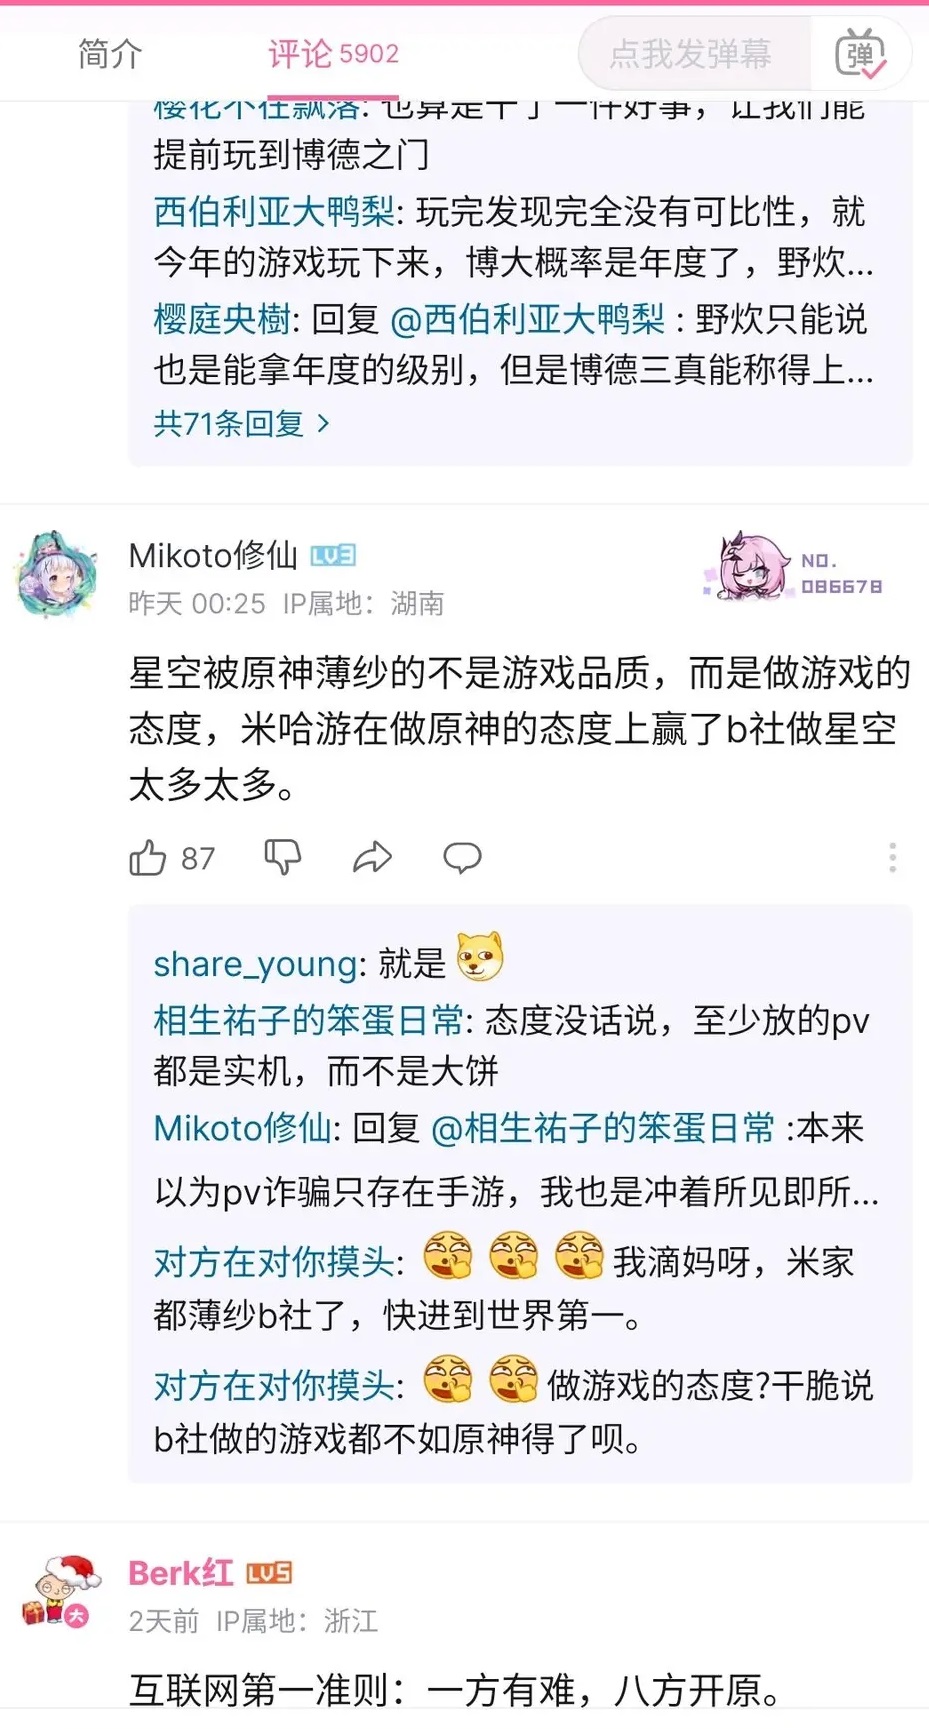 简介
评论 5902
点我发弹幕
弹
樱花不在飘落: 也算是干了一件好事，让我们能
提前玩到博德之门
西伯利亚大鸭梨: 玩完发现完全没有可比性，就
今年的游戏玩下来，博大概率是年度了，野炊...
樱庭央樹: 回复 @西伯利亚大鸭梨 : 野炊只能说
也是能拿年度的级别，但是博德三真能称得上...
共71条回复 >
Mikoto修仙 LV3
NO.
086678
昨天 00:25 IP属地：湖南
星空被原神薄纱的不是游戏品质，而是做游戏的
态度，米哈游在做原神的态度上赢了b社做星空
太多太多。
87
share_young: 就是
相生祐子的笨蛋日常: 态度没话说，至少放的pv
都是实机，而不是大饼
Mikoto修仙: 回复 @相生祐子的笨蛋日常 :本来
以为pv诈骗只存在手游，我也是冲着所见即所...
对方在对你摸头: 我滴妈呀，米家
都薄纱b社了，快进到世界第一。
对方在对你摸头: 做游戏的态度?干脆说
b社做的游戏都不如原神得了呗。
Berk红 LV5
大
2天前 IP属地：浙江
互联网第一准则：一方有难，八方开原。